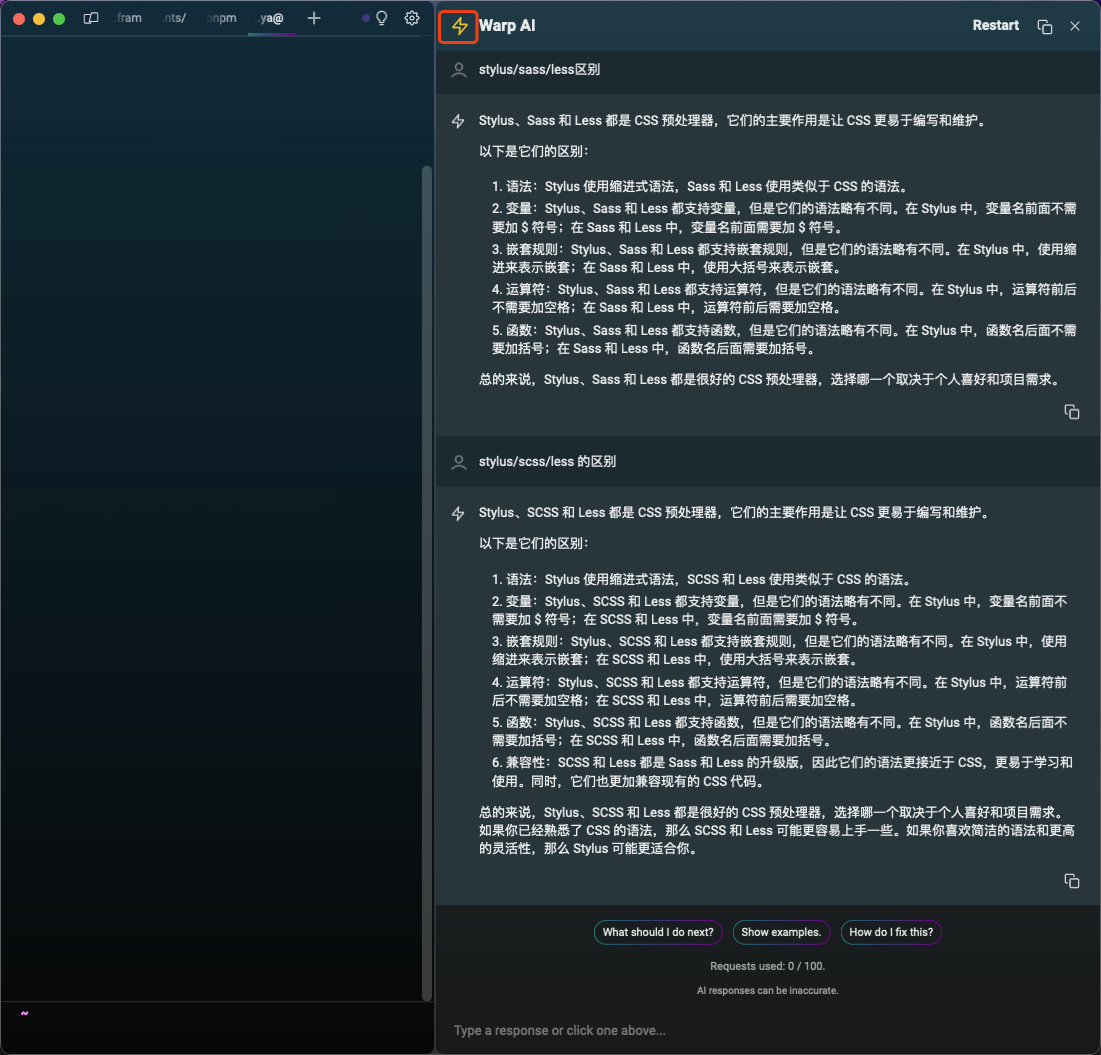 .fram .nts/ pnpm ..ya@
Warp AI
Restart
stylus/sass/less区别
Stylus、Sass 和 Less 都是 CSS 预处理器，它们的主要作用是让 CSS 更易于编写和维护。
以下是它们的区别：
1. 语法：Stylus 使用缩进式语法，Sass 和 Less 使用类似于 CSS 的语法。
2. 变量：Stylus、Sass 和 Less 都支持变量，但是它们的语法略有不同。在 Stylus 中，变量名前面不需
要加 $ 符号；在 Sass 和 Less 中，变量名前面需要加 $ 符号。
3. 嵌套规则：Stylus、Sass 和 Less 都支持嵌套规则，但是它们的语法略有不同。在 Stylus 中，使用缩
进来表示嵌套；在 Sass 和 Less 中，使用大括号来表示嵌套。
4. 运算符：Stylus、Sass 和 Less 都支持运算符，但是它们的语法略有不同。在 Stylus 中，运算符前后
不需要加空格；在 Sass 和 Less 中，运算符前后需要加空格。
5. 函数：Stylus、Sass 和 Less 都支持函数，但是它们的语法略有不同。在 Stylus 中，函数名后面不需
要加括号；在 Sass 和 Less 中，函数名后面需要加括号。
总的来说，Stylus、Sass 和 Less 都是很好的 CSS 预处理器，选择哪一个取决于个人喜好和项目需求。
stylus/scss/less 的区别
Stylus、SCSS 和 Less 都是 CSS 预处理器，它们的主要作用是让 CSS 更易于编写和维护。
以下是它们的区别：
1. 语法：Stylus 使用缩进式语法，SCSS 和 Less 使用类似于 CSS 的语法。
2. 变量：Stylus、SCSS 和 Less 都支持变量，但是它们的语法略有不同。在 Stylus 中，变量名前面不
需要加 $ 符号；在 SCSS 和 Less 中，变量名前面需要加 $ 符号。
3. 嵌套规则：Stylus、SCSS 和 Less 都支持嵌套规则，但是它们的语法略有不同。在 Stylus 中，使用
缩进来表示嵌套；在 SCSS 和 Less 中，使用大括号来表示嵌套。
4. 运算符：Stylus、SCSS 和 Less 都支持运算符，但是它们的语法略有不同。在 Stylus 中，运算符前
后不需要加空格；在 SCSS 和 Less 中，运算符前后需要加空格。
5. 函数：Stylus、SCSS 和 Less 都支持函数，但是它们的语法略有不同。在 Stylus 中，函数名后面不
需要加括号；在 SCSS 和 Less 中，函数名后面需要加括号。
6. 兼容性：SCSS 和 Less 都是 Sass 和 Less 的升级版，因此它们的语法更接近于 CSS，更易于学习和
使用。同时，它们也更加兼容现有的 CSS 代码。
总的来说，Stylus、SCSS 和 Less 都是很好的 CSS 预处理器，选择哪一个取决于个人喜好和项目需求。
如果你已经熟悉了 CSS 的语法，那么 SCSS 和 Less 可能更容易上手一些。如果你喜欢简洁的语法和更高
的灵活性，那么 Stylus 可能更适合你。
What should I do next? Show examples. How do I fix this?
Requests used: 0 / 100.
AI responses can be inaccurate.
~
Type a response or click one above...